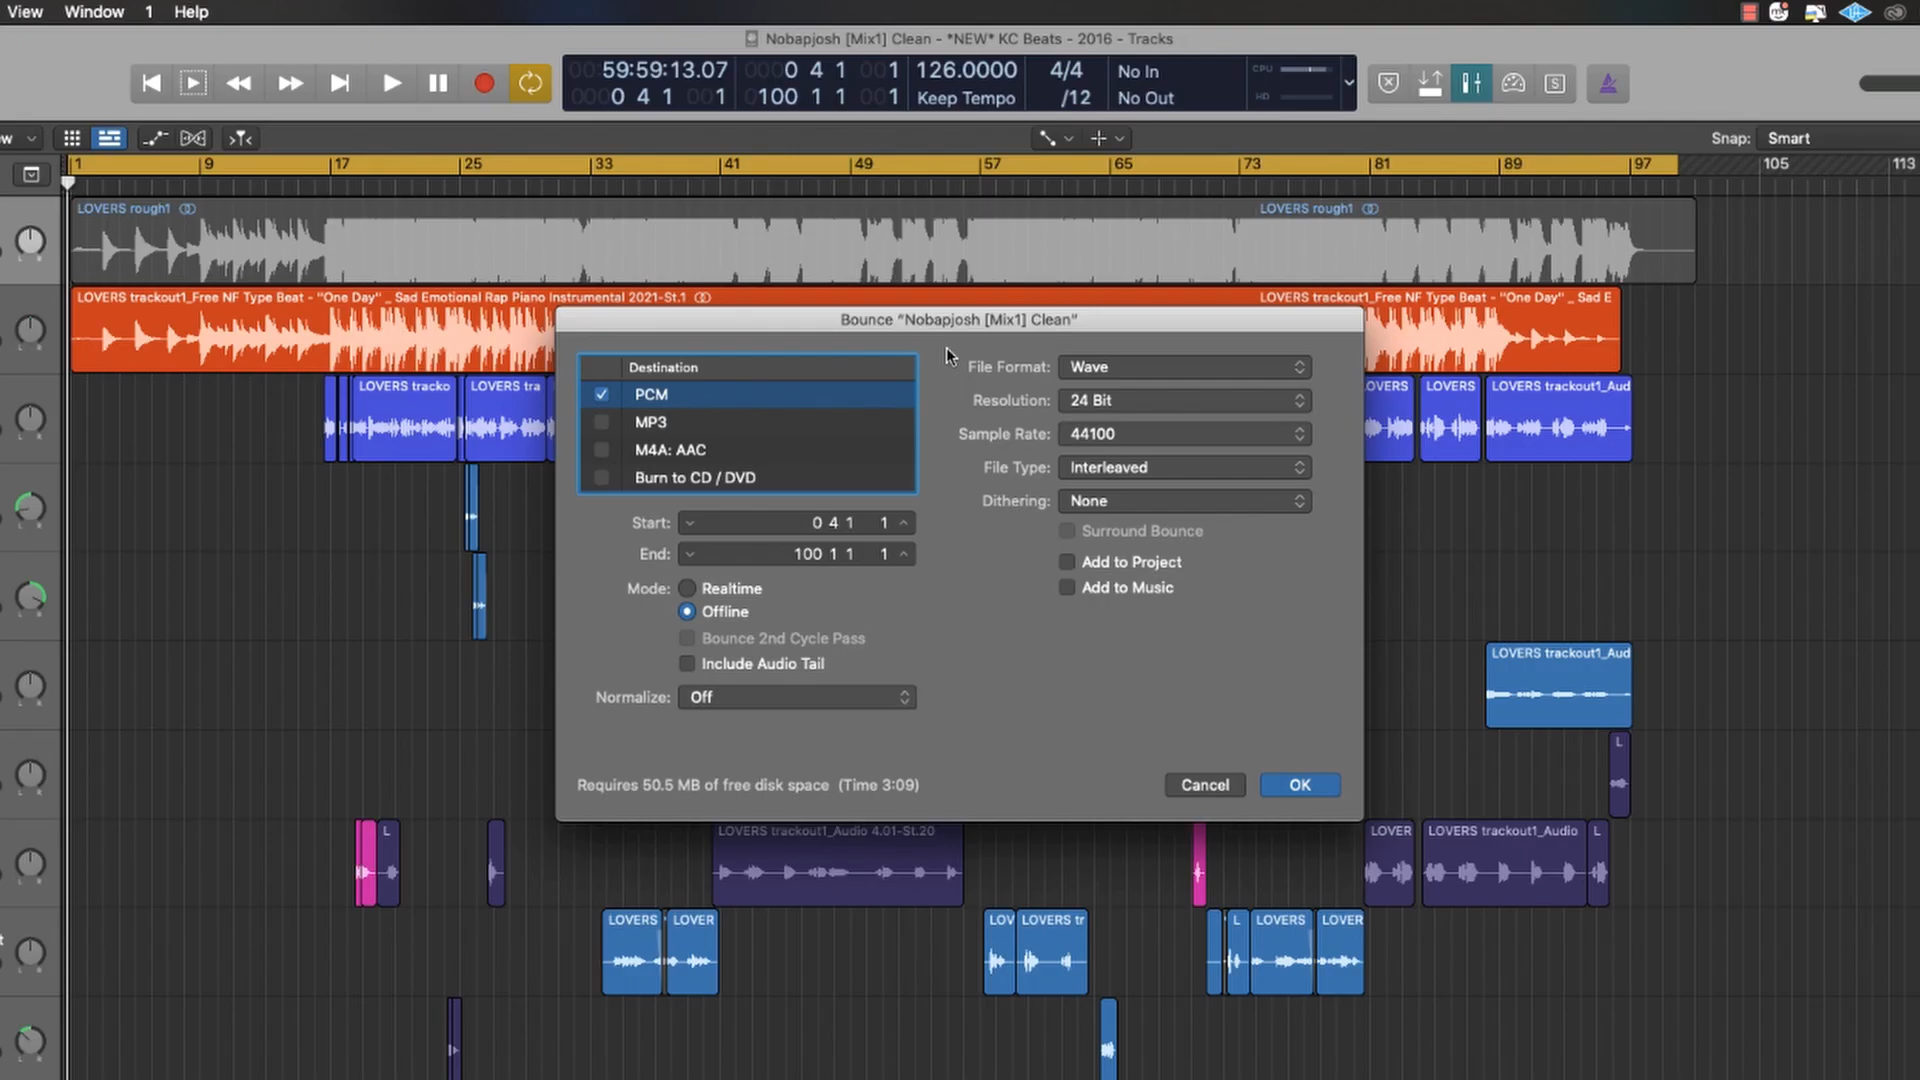 View Window 1 Help
Nobapjosh [Mix1] Clean - *NEW* KC Beats - 2016 - Tracks
59:59:13.07 0 4 1 1 126.0000 4/4 No In CPU
0 4 1 1 100 1 1 1 Keep Tempo /12 No Out HD
Snap: Smart
1 9 17 25 33 41 49 57 65 73 81 89 97 105 113
LOVERS rough1 LOVERS rough1
LOVERS trackout1_Free NF Type Beat - "One Day" _ Sad Emotional Rap Piano Instrumental 2021-St.1 LOVERS trackout1_Free NF Type Beat - "One Day" _ Sad E
Bounce "Nobapjosh [Mix1] Clean"
Destination
PCM
MP3
M4A: AAC
Burn to CD / DVD
Start: 0 4 1 1
End: 100 1 1 1
Mode: Realtime
Offline
Bounce 2nd Cycle Pass
Include Audio Tail
Normalize: Off
File Format: Wave
Resolution: 24 Bit
Sample Rate: 44100
File Type: Interleaved
Dithering: None
Surround Bounce
Add to Project
Add to Music
Requires 50.5 MB of free disk space (Time 3:09)
Cancel OK
LOVERS tracko LOVERS tra LOVERS LOVERS LOVERS trackout1_Aud
LOVERS trackout1_Aud
L
L LOVERS trackout1_Audio 4.01-St.20 LOVER LOVERS trackout1_Audio L
LOVERS LOVER LOV LOVERS tr L LOVERS LOVER